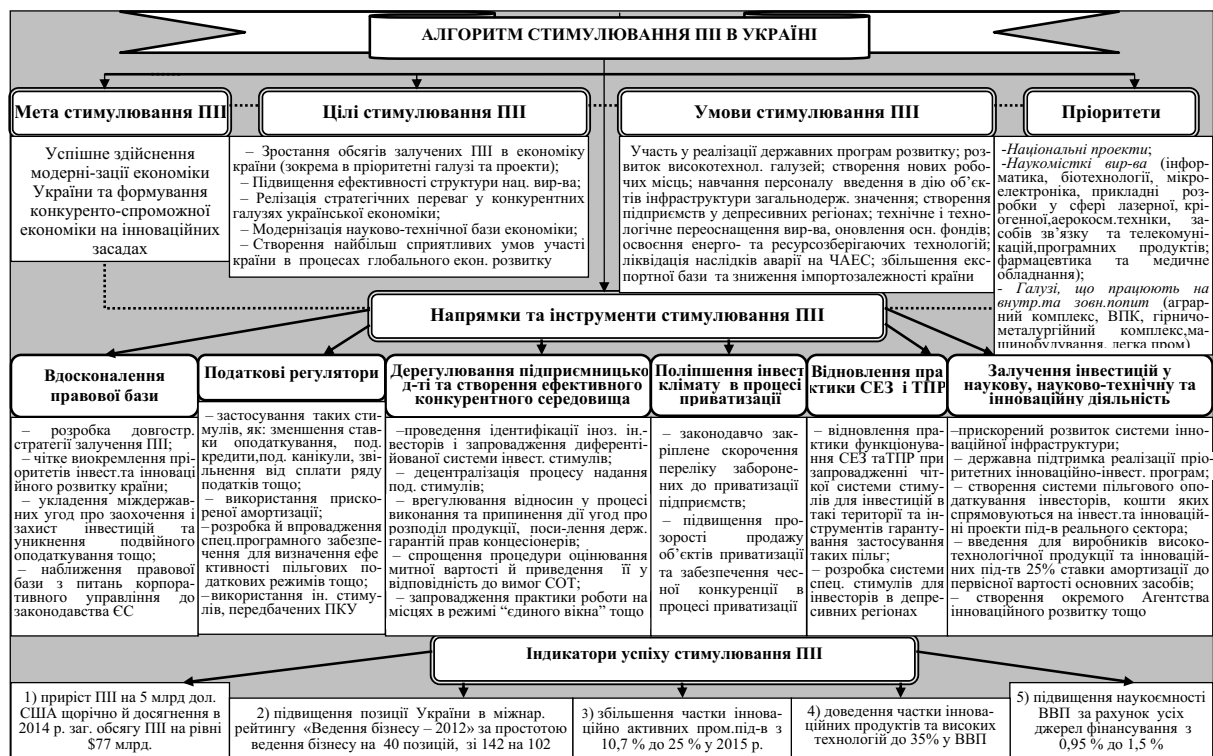 АЛГОРИТМ СТИМУЛЮВАННЯ ПІІ В УКРАЇНІ
Мета стимулювання ПІІ
Успішне здійснення
модерні-зації економіки
України та формування
конкуренто-спроможної
економіки на інноваційних
засадах
Цілі стимулювання ПІІ
– Зростання обсягів залучених ПІІ в економіку
країни (зокрема в пріоритетні галузі та проекти);
– Підвищення ефективності структури нац. вир-ва;
– Релізація стратегічних переваг у конкурентних
галузях української економіки;
– Модернізація науково-технічної бази економіки;
– Створення найбільш сприятливих умов участі
країни в процесах глобального екон. розвитку
Умови стимулювання ПІІ
Участь у реалізації державних програм розвитку; роз-
виток високотехнол. галузей; створення нових робо-
чих місць; навчання персоналу введення в дію об’єк-
тів інфраструктури загальнодерж. значення; створення
підприємств у депресивних регіонах; технічне і тех-
нологічне переоснащення вир-ва, оновлення осн. фондів;
освоєння енерго- та ресурсозберігаючих технологій;
ліквідація наслідків аварії на ЧАЕС; збільшення екс-
портної бази та зниження імпортозалежності країни
Пріоритети
-Національні проекти;
-Наукомісткі вир-ва (інфор-
матика, біотехнології, мікро-
електроніка, прикладні роз-
робки у сфері лазерної, крі-
огенної,аерокосм.техніки, за-
собів зв’язку та телекомуні-
кацій,програмних продуктів;
фармацевтика та медичне
обладнання);
- Галузі, що працюють на
внутр.та зовн.попит (аграр-
рний комплекс, ВПК, гірничо-
металургійний комплекс,ма-
шинобудування, легка пром)
Напрямки та інструменти стимулювання ПІІ
Вдосконалення
правової бази
– розробка довгостр.
стратегії залучення ПІІ;
– чітке виокремлення прі-
оритетів інвест.та інновац
ійного розвитку країни;
– укладення міждержав-
них угод про заохочення і
захист інвестицій та
уникнення подвійного
оподаткування тощо;
– наближення правової
бази з питань корпора-
тивного управління до
законодавства ЄС
Податкові регулятори
– застосування таких сти-
мулів, як: зменшення став­ки
оподаткування, под.
кредити,под. канікули, зві-
льнення від сплати ряду
податків тощо;
– використання приско-
реної амортизації;
–розробка й впровадження
спец.програмного забезпе-
чення для визначення ефе
ктивності пільгових по-
даткових режимів тощо;
–використання ін. стиму-
лів, передбачених ПКУ
Дерегулювання підприємницько
д-ті та створення ефективного
конкурентного середовища
–проведення ідентифікації іноз. ін.-
весторів і запровадження диференті-
йованої системи інвест. стимулів;
– децентралізація процесу надання
под. стимулів;
– врегулювання відносин у процесі
виконання та припинення дії угод про
розподіл продукції, поси-лення держ.
гарантій прав концесіонерів;
– спрощення процедури оцінювання
митної вартості й приведення її у
відповідність до вимог СОТ;
– запровадження практики роботи на
місцях в режимі “єдиного вікна” тощо
Поліпшення інвест
клімату в процесі
приватизації
– законодавчо зак-
ріплене скорочення
переліку забороне-
них до приватизації
підприємств;
– підвищення про-
зорості продажу
об’єктів приватизації
та забезпечення чес-
ної конкуренції в
процесі приватизації
Відновлення пра
ктики СЕЗ і ТПР
– відновлення пра-
ктики функціонува-
ння СЕЗ таТПР при
запровадженні чіт-
кої системи стиму-
лів для інвестицій в
такі території та ін-
струментів гаранту-
вання застосування
таких пільг;
– розробка системи
спец. стимулів для
інвесторів в депре-
сивних регіонах
Залучення інвестицій у
наукову, науково-технічну та
інноваційну діяльність
–прискорений розвиток системи інно-
ваційної інфраструктури;
– державна підтримка реалізації прі-
оритетних інноваційно-інвест. програм;
– створення системи пільгового опо-
даткування інвесторів, кошти яких
спрямовуються на інвест.та інновацій-
ні проекти під-в реального сектора;
– введення для виробників високо-
технологічної продукції та інновацій-
них під-тв 25% ставки амортизації до
первісної вартості основних засобів;
– створення окремого Агентства
інноваційного розвитку тощо
Індикатори успіху стимулювання ПІІ
1) приріст ПІІ на 5 млрд дол.
США щорічно й досягнення в
2014 р. заг. обсягу ПІІ на рівні
$77 млрд.
2) підвищення позиції України в міжнар.
рейтингу «Ведення бізнесу – 2012» за простотою
ведення бізнесу на 40 позицій, зі 142 на 102
3) збільшення частки іннова-
ційно активних пром.під-в з
10,7 % до 25 % у 2015 р.
4) доведення частки іннова-
ційних продуктів та високих
технологій до 35% у ВВП
5) підвищення наукоємності
ВВП за рахунок усіх
джерел фінансування з
0,95 % до 1,5 %